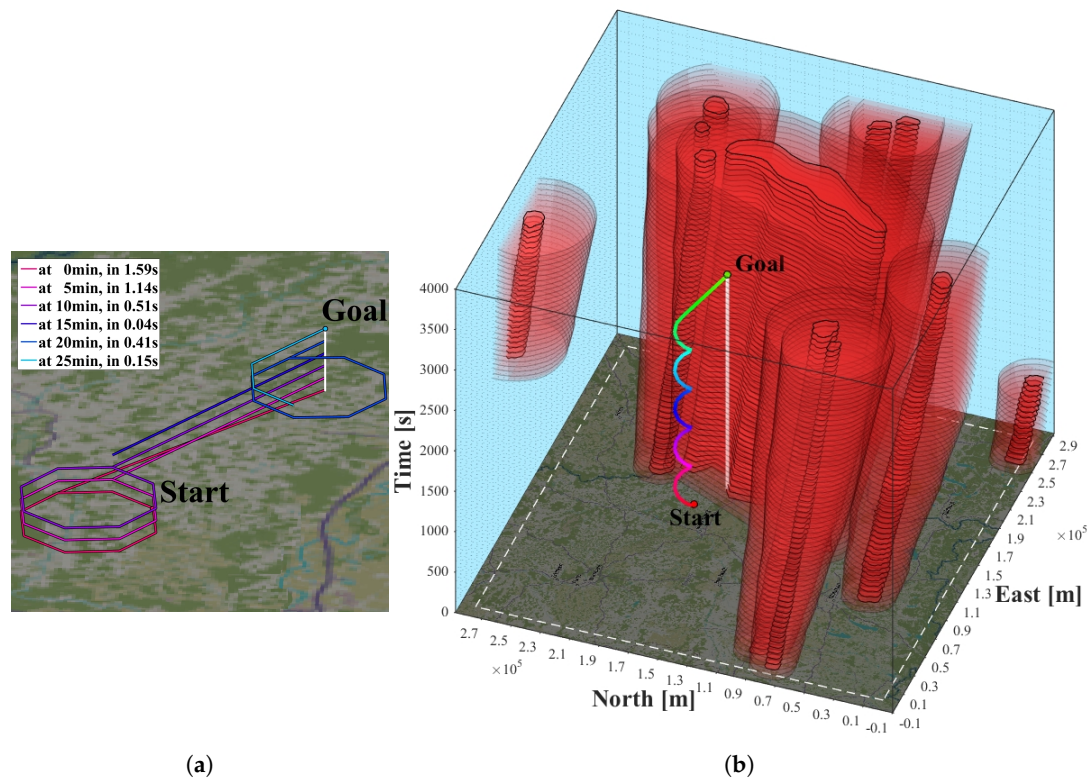 at 0min, in 1.59s
at 5min, in 1.14s
at 10min, in 0.51s
at 15min, in 0.04s
at 20min, in 0.41s
at 25min, in 0.15s
Goal
Start
(a)
4000
3500
3000
2500
2000
1500
1000
500
0
Time [s]
Goal
Start
2.7
2.5
2.3
2.1
1.9
1.7
1.5
1.3
1.1
0.9
0.7
0.5
0.3
0.1
-0.1
×10⁵
North [m]
2.9
2.7
2.5
2.3
2.1
1.9
1.7
1.5
1.3
1.1
0.9
0.7
0.5
0.3
0.1
-0.1
×10⁵
East [m]
(b)